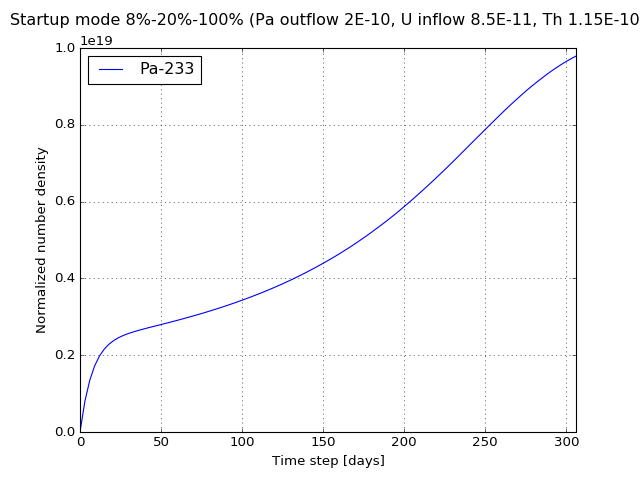 Startup mode 8%-20%-100% (Pa outflow 2E-10, U inflow 8.5E-11, Th 1.15E-10
1e19
1.0
Pa-233
0.8
0.6
0.4
0.2
0.0
Normalized number density
0 50 100 150 200 250 300
Time step [days]